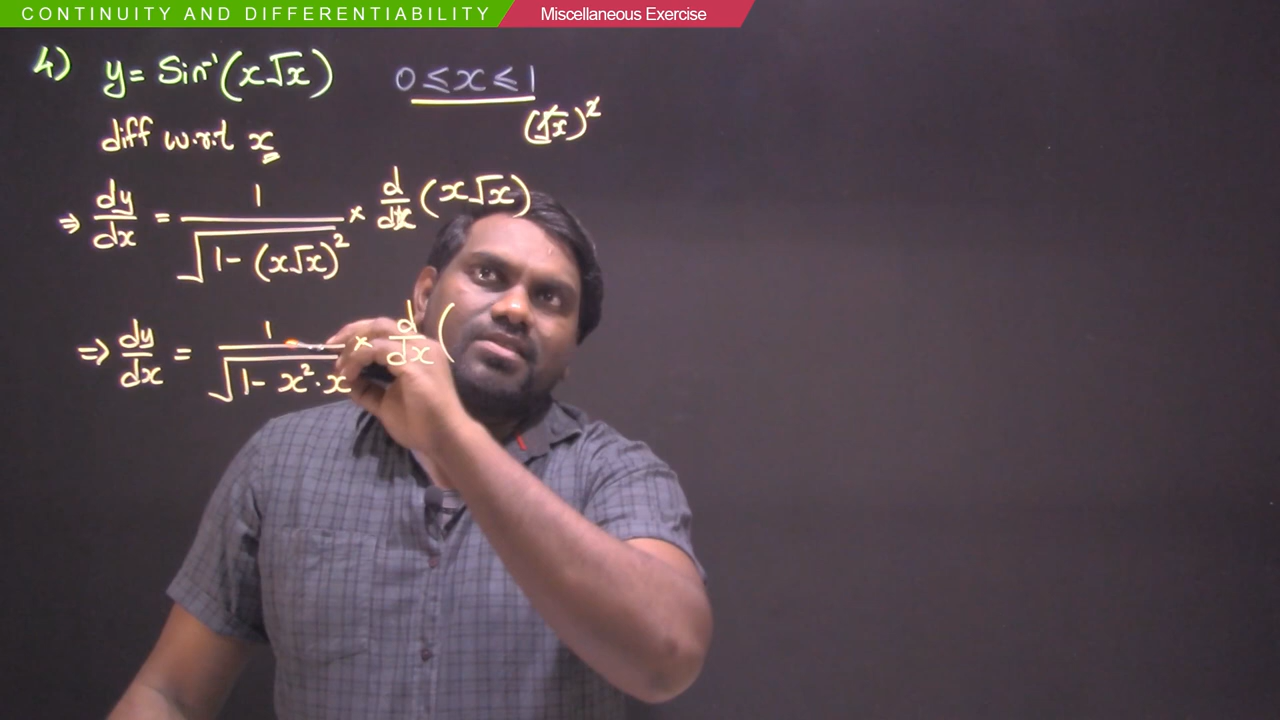 CONTINUITY AND DIFFERENTIABILITY Miscellaneous Exercise
4) y = Sin⁻¹(x√x) 0 ≤ x ≤ 1
(√x)²
diff w.r.t x
⇒ dy/dx = 1/√(1 - (x√x)²) × d/dx (x√x)
⇒ dy/dx = 1/√(1 - x²·x) × d/dx (